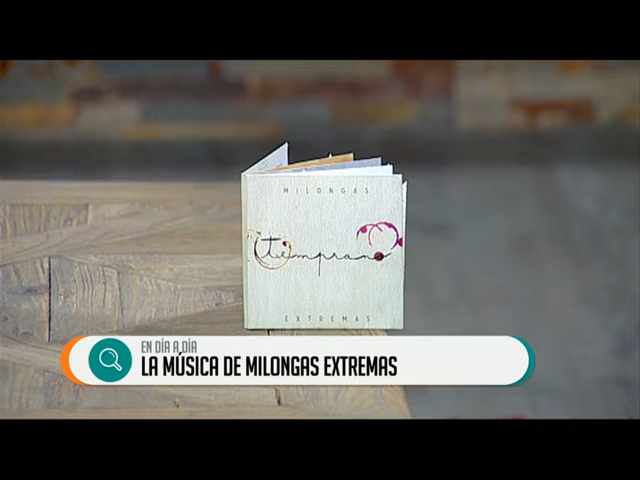 MILONGAS
temprano
EXTREMAS
EN DÍA A DÍA
LA MÚSICA DE MILONGAS EXTREMAS